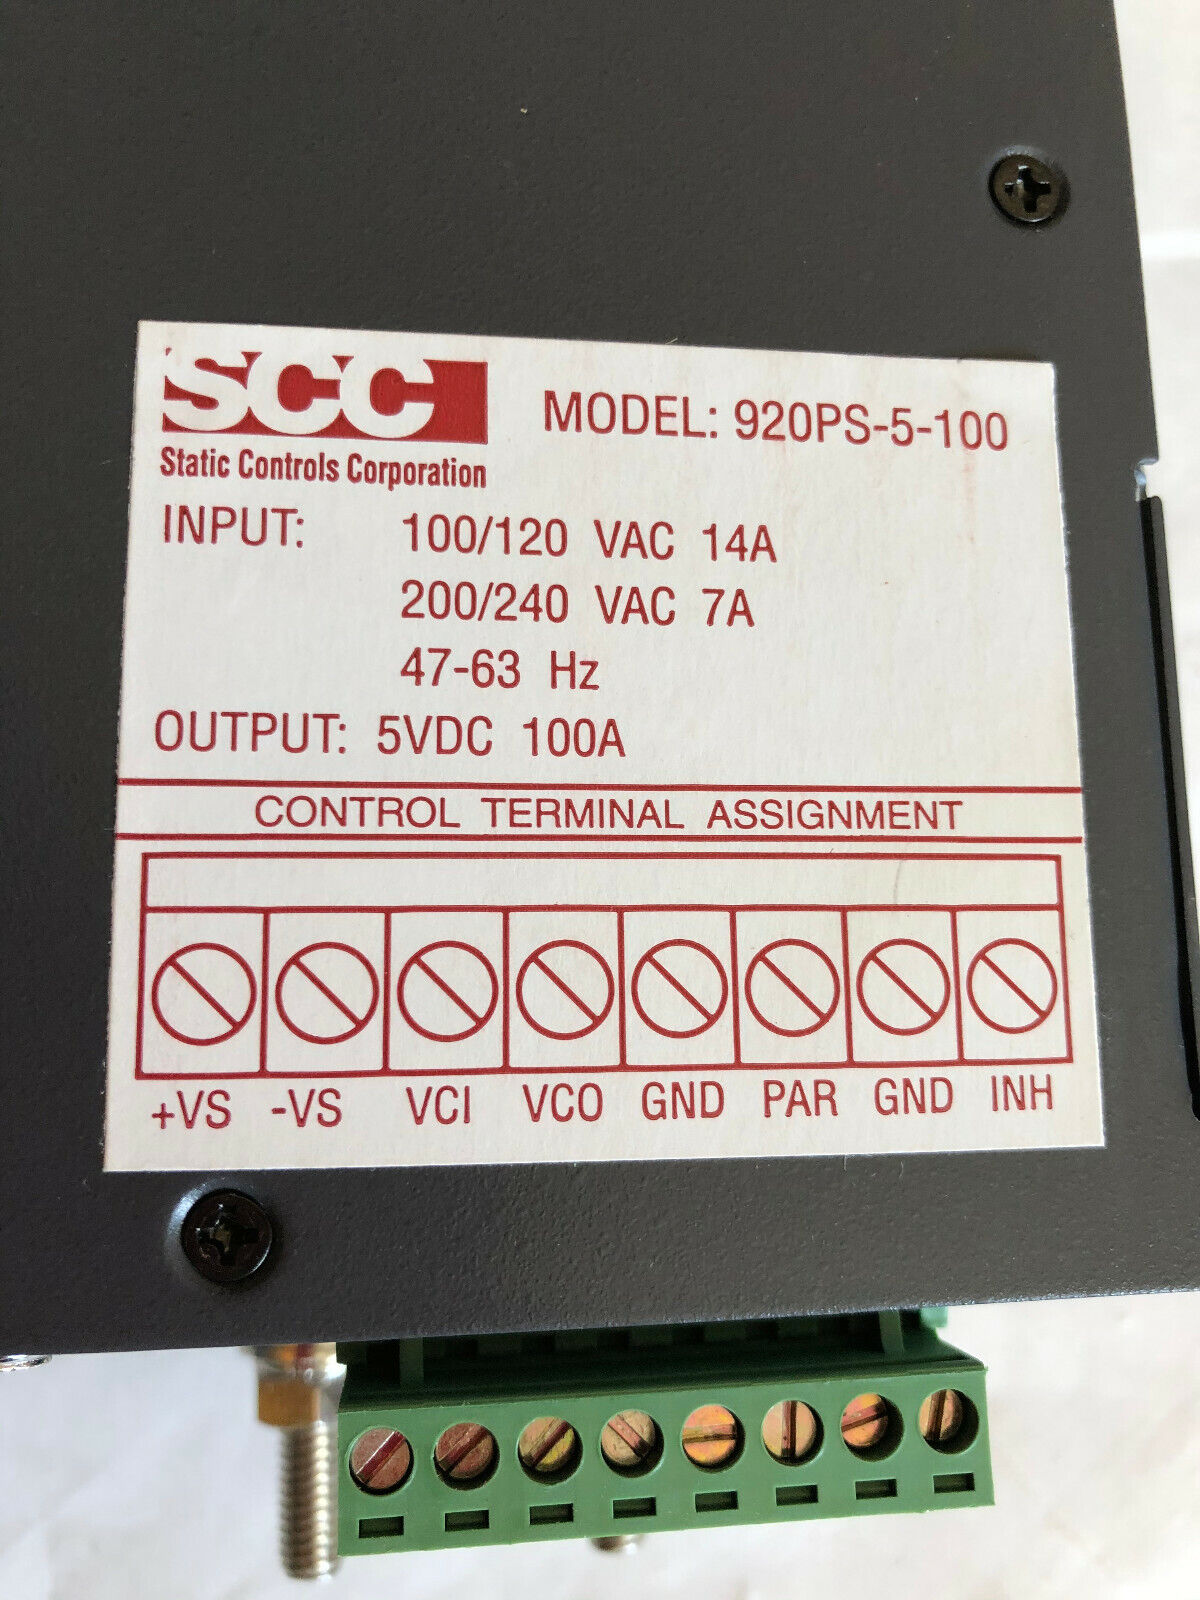 SCC
Static Controls Corporation
MODEL: 920PS-5-100
INPUT: 100/120 VAC 14A
200/240 VAC 7A
47-63 Hz
OUTPUT: 5VDC 100A
CONTROL TERMINAL ASSIGNMENT
+VS -VS VCI VCO GND PAR GND INH